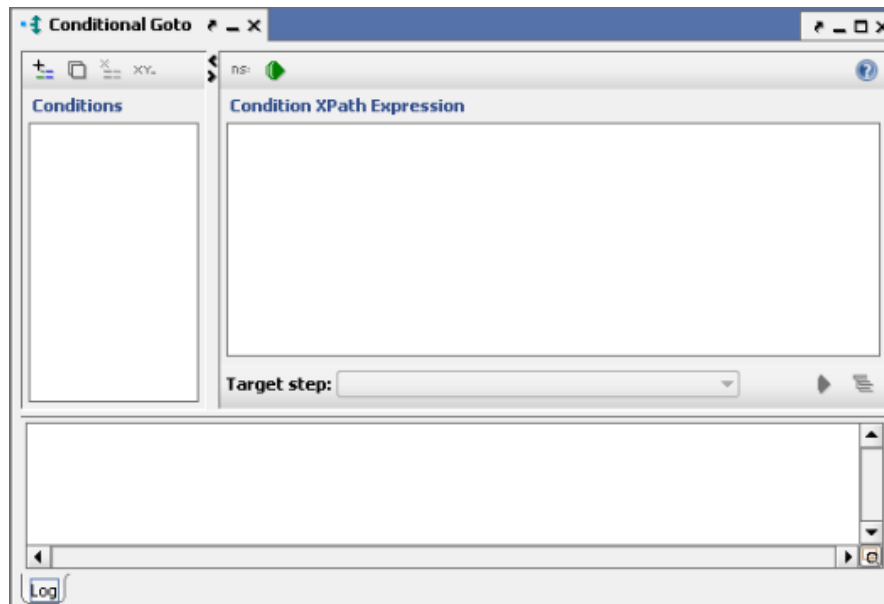 Conditional Goto
XY=
ns:
Conditions
Condition XPath Expression
Target step:
Log